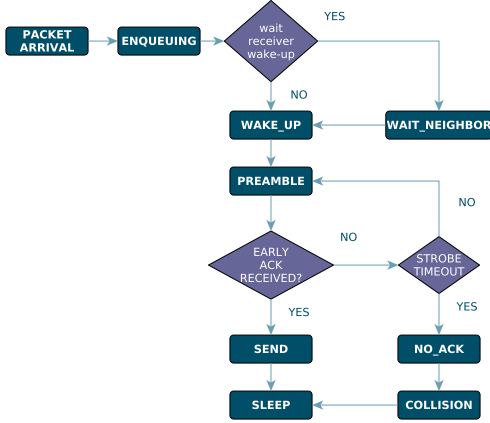 YES
PACKET
ARRIVAL
ENQUEUING
wait
receiver
wake-up
NO
WAKE_UP
WAIT_NEIGHBOR
PREAMBLE
NO
NO
EARLY
ACK
RECEIVED?
STROBE
TIMEOUT
YES
YES
SEND
NO_ACK
SLEEP
COLLISION